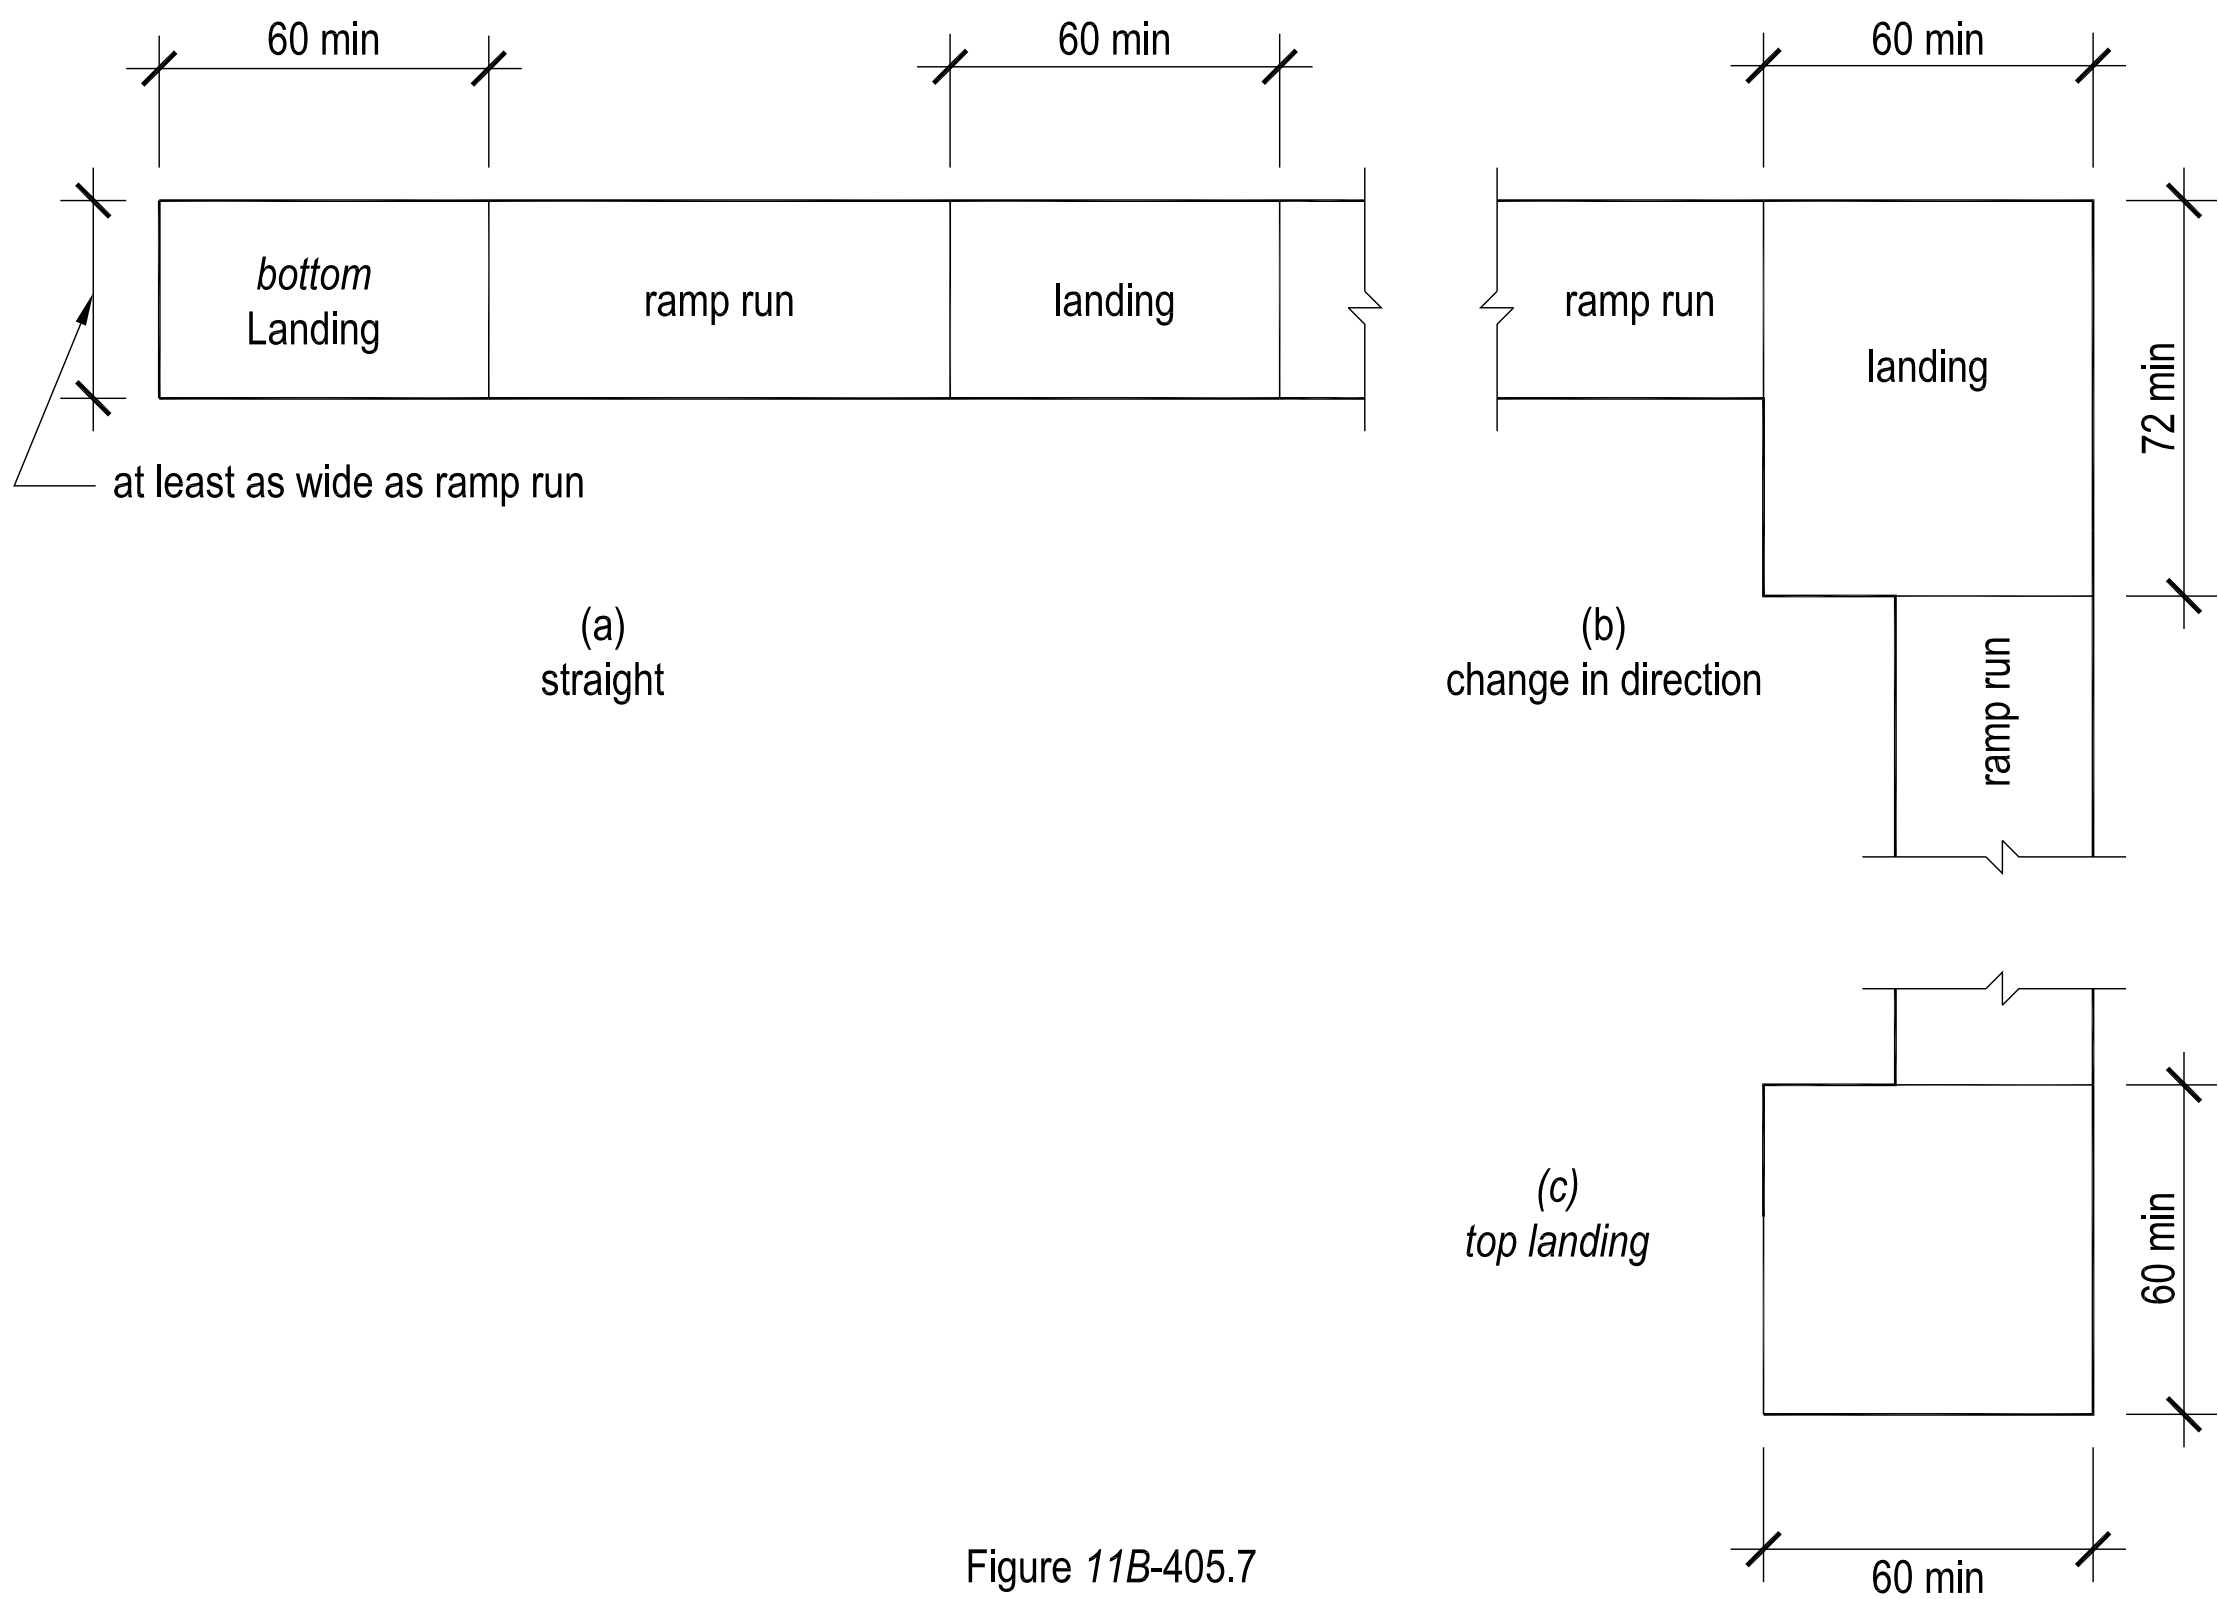 60 min
60 min
60 min
bottom
Landing
ramp run
landing
ramp run
landing
72 min
at least as wide as ramp run
(a)
straight
(b)
change in direction
ramp run
(c)
top landing
60 min
60 min
Figure 11B-405.7